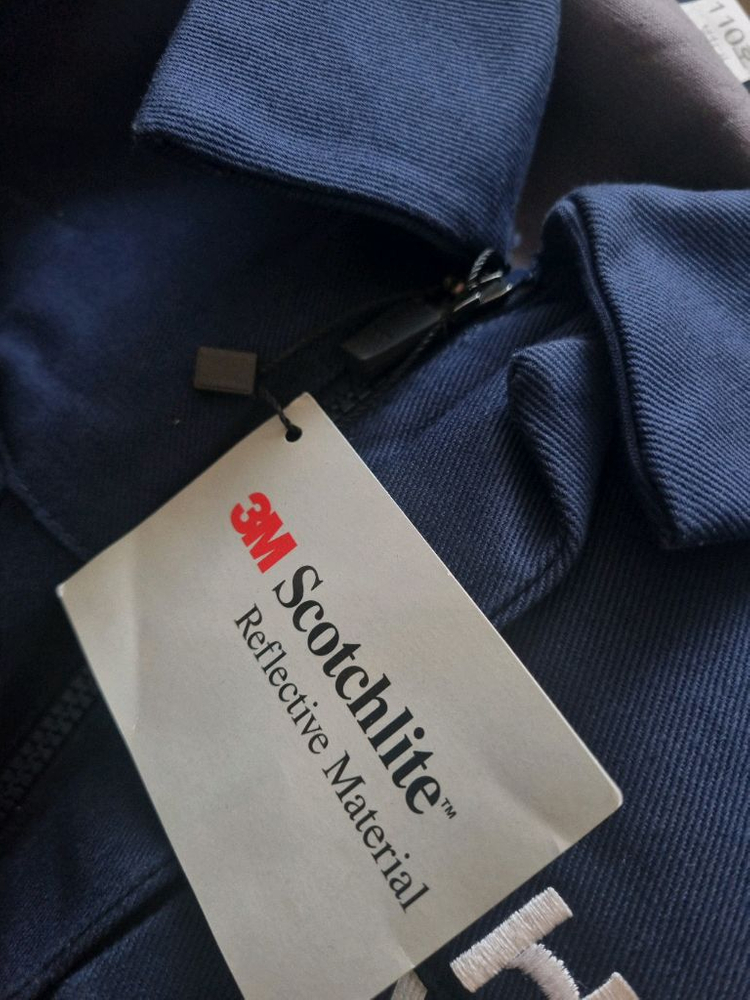 3M Scotchlite™
Reflective Material